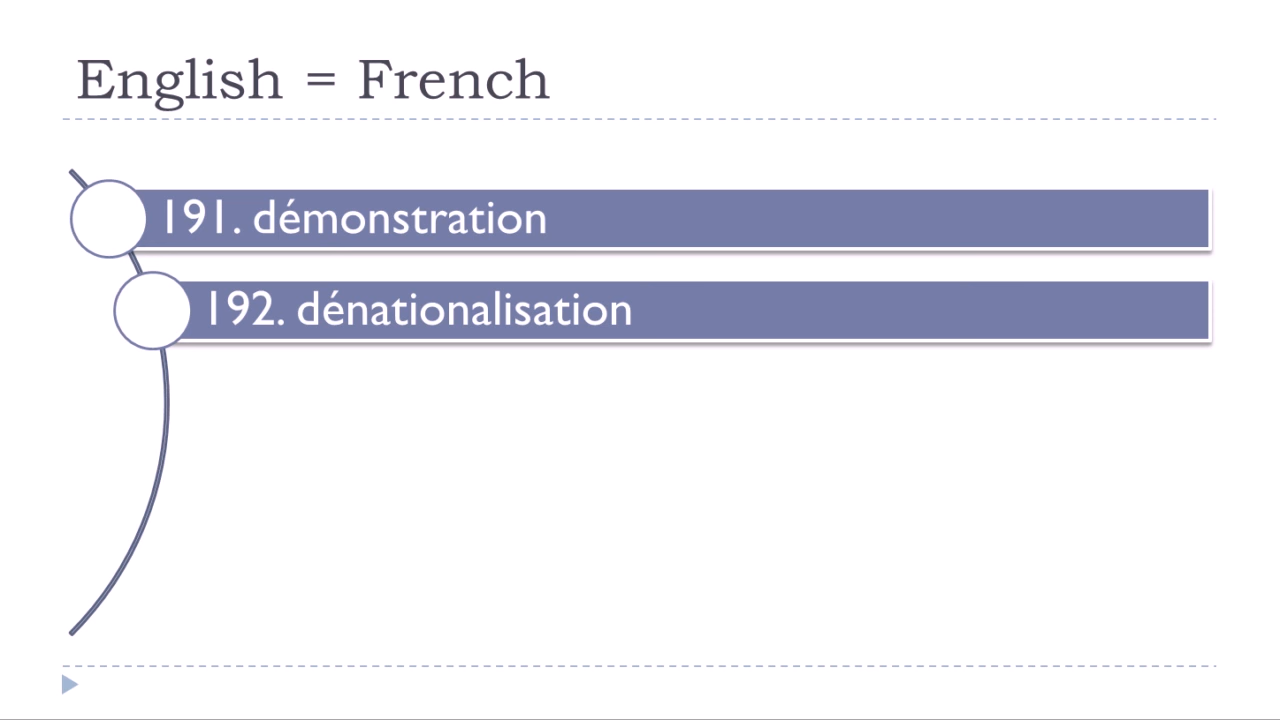 English = French
191. démonstration
192. dénationalisation